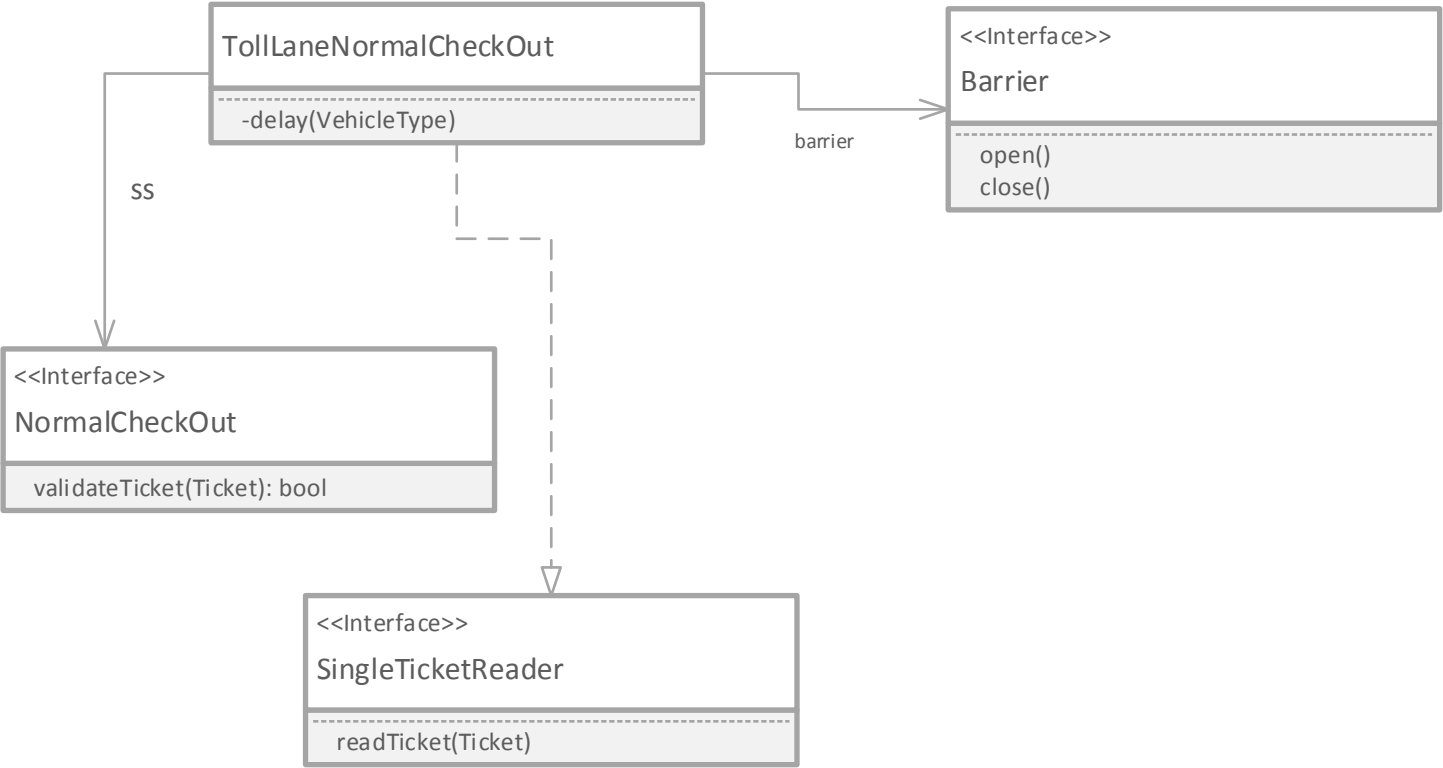 TollLaneNormalCheckOut
-delay(VehicleType)
<<Interface>>
Barrier
open()
close()
barrier
SS
<<Interface>>
NormalCheckOut
validateTicket(Ticket): bool
<<Interface>>
SingleTicketReader
readTicket(Ticket)